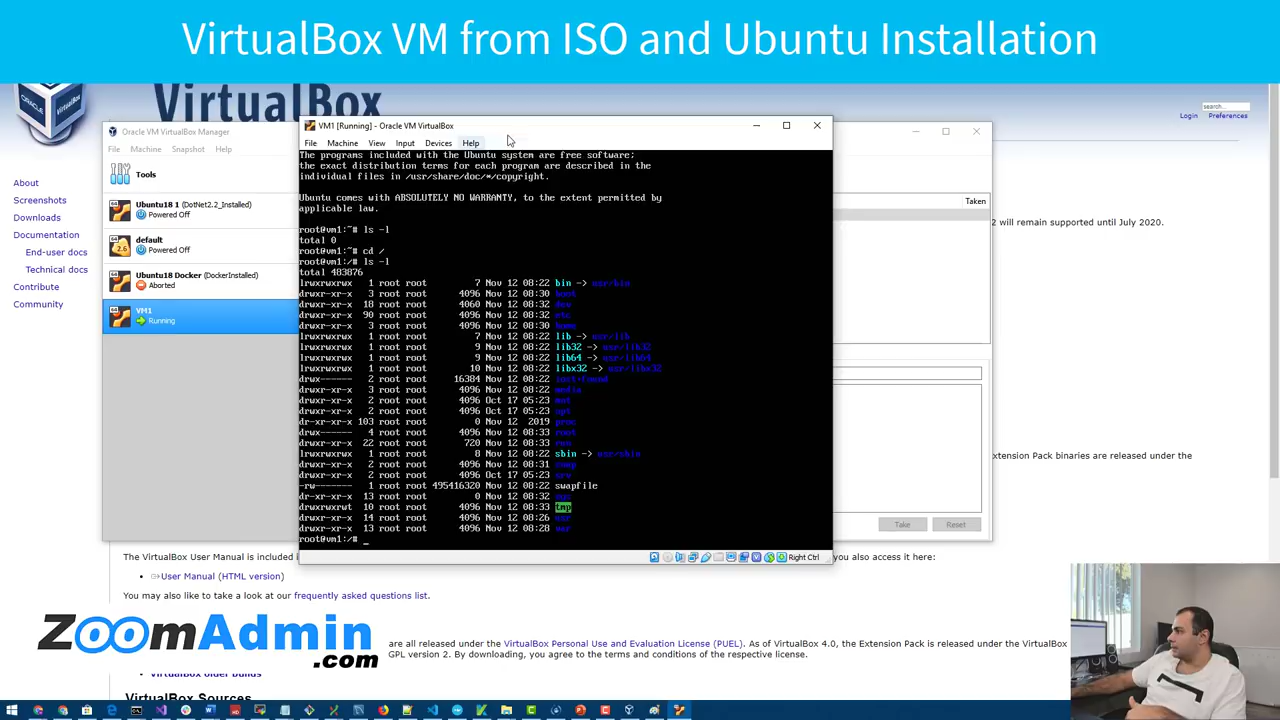 VirtualBox VM from ISO and Ubuntu Installation
ORACLE
VirtualBox
VirtualBox
search...
Login Preferences
About
Screenshots
Downloads
Documentation
End-user docs
Technical docs
Contribute
Community
Oracle VM VirtualBox Manager
File Machine Snapshot Help
Tools
Ubuntu18 1 (DotNet2.2_Installed)
Powered Off
default
Powered Off
Ubuntu18 Docker (DockerInstalled)
Aborted
VM1
Running
VM1 [Running] - Oracle VM VirtualBox
File Machine View Input Devices Help
The programs included with the Ubuntu system are free software;
the exact distribution terms for each program are described in the
individual files in /usr/share/doc/*/copyright.
Ubuntu comes with ABSOLUTELY NO WARRANTY, to the extent permitted by
applicable law.
root@vm1:~# ls -l
total 0
root@vm1:~# cd /
root@vm1:/# ls -l
total 483876
lrwxrwxrwx 1 root root 7 Nov 12 08:22 bin -> usr/bin
drwxr-xr-x 3 root root 4096 Nov 12 08:30 boot
drwxr-xr-x 18 root root 4060 Nov 12 08:32 dev
drwxr-xr-x 90 root root 4096 Nov 12 08:32 etc
drwxr-xr-x 3 root root 4096 Nov 12 08:30 home
lrwxrwxrwx 1 root root 7 Nov 12 08:22 lib -> usr/lib
lrwxrwxrwx 1 root root 9 Nov 12 08:22 lib32 -> usr/lib32
lrwxrwxrwx 1 root root 9 Nov 12 08:22 lib64 -> usr/lib64
lrwxrwxrwx 1 root root 10 Nov 12 08:22 libx32 -> usr/libx32
drwx------ 2 root root 16384 Nov 12 08:22 lost+found
drwxr-xr-x 3 root root 4096 Nov 12 08:22 media
drwxr-xr-x 2 root root 4096 Oct 17 05:23 mnt
drwxr-xr-x 2 root root 4096 Oct 17 05:23 opt
dr-xr-xr-x 103 root root 0 Nov 12 2019 proc
drwx------ 4 root root 4096 Nov 12 08:33 root
drwxr-xr-x 22 root root 720 Nov 12 08:33 run
lrwxrwxrwx 1 root root 8 Nov 12 08:22 sbin -> usr/sbin
drwxr-xr-x 2 root root 4096 Nov 12 08:31 snap
drwxr-xr-x 2 root root 4096 Oct 17 05:23 srv
-rw------- 1 root root 495416320 Nov 12 08:22 swapfile
dr-xr-xr-x 13 root root 0 Nov 12 08:32 sys
drwxrwxrwt 10 root root 4096 Nov 12 08:33 tmp
drwxr-xr-x 14 root root 4096 Nov 12 08:26 usr
drwxr-xr-x 13 root root 4096 Nov 12 08:28 var
root@vm1:/# _
Right Ctrl
Taken
2 will remain supported until July 2020.
xtension Pack binaries are released under the
Take Reset
The VirtualBox User Manual is included i
you also access it here:
User Manual (HTML version)
You may also like to take a look at our frequently asked questions list.
ZoomAdmin
.com
are all released under the VirtualBox Personal Use and Evaluation License (PUEL). As of VirtualBox 4.0, the Extension Pack is released under the VirtualBox
GPL version 2. By downloading, you agree to the terms and conditions of the respective license.
VirtualBox older builds
VirtualBox Sources